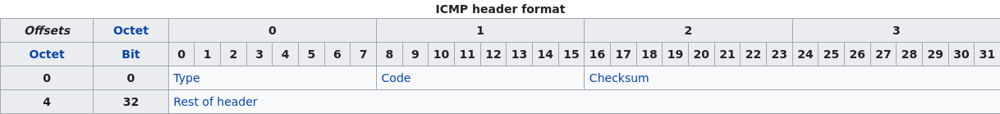 ICMP header format
Offsets Octet 0 1 2 3
Octet Bit 0 1 2 3 4 5 6 7 8 9 10 11 12 13 14 15 16 17 18 19 20 21 22 23 24 25 26 27 28 29 30 31
0 0 Type Code Checksum
4 32 Rest of header